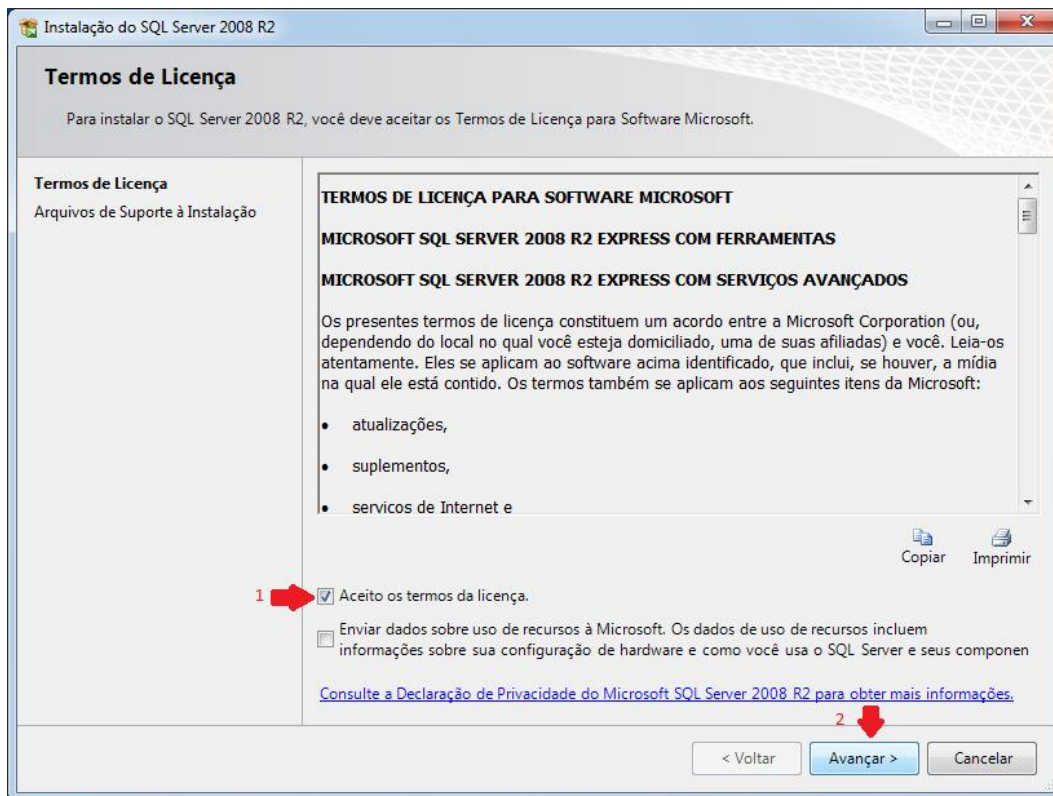 Instalação do SQL Server 2008 R2
Termos de Licença
Para instalar o SQL Server 2008 R2, você deve aceitar os Termos de Licença para Software Microsoft.
Termos de Licença
Arquivos de Suporte à Instalação
TERMOS DE LICENÇA PARA SOFTWARE MICROSOFT
MICROSOFT SQL SERVER 2008 R2 EXPRESS COM FERRAMENTAS
MICROSOFT SQL SERVER 2008 R2 EXPRESS COM SERVIÇOS AVANÇADOS
Os presentes termos de licença constituem um acordo entre a Microsoft Corporation (ou,
dependendo do local no qual você esteja domiciliado, uma de suas afiliadas) e você. Leia-os
atentamente. Eles se aplicam ao software acima identificado, que inclui, se houver, a mídia
na qual ele está contido. Os termos também se aplicam aos seguintes itens da Microsoft:
• atualizações,
• suplementos,
• serviços de Internet e
Copiar Imprimir
1 Aceito os termos da licença.
Enviar dados sobre uso de recursos à Microsoft. Os dados de uso de recursos incluem
informações sobre sua configuração de hardware e como você usa o SQL Server e seus componen
Consulte a Declaração de Privacidade do Microsoft SQL Server 2008 R2 para obter mais informações.
2
< Voltar Avançar > Cancelar